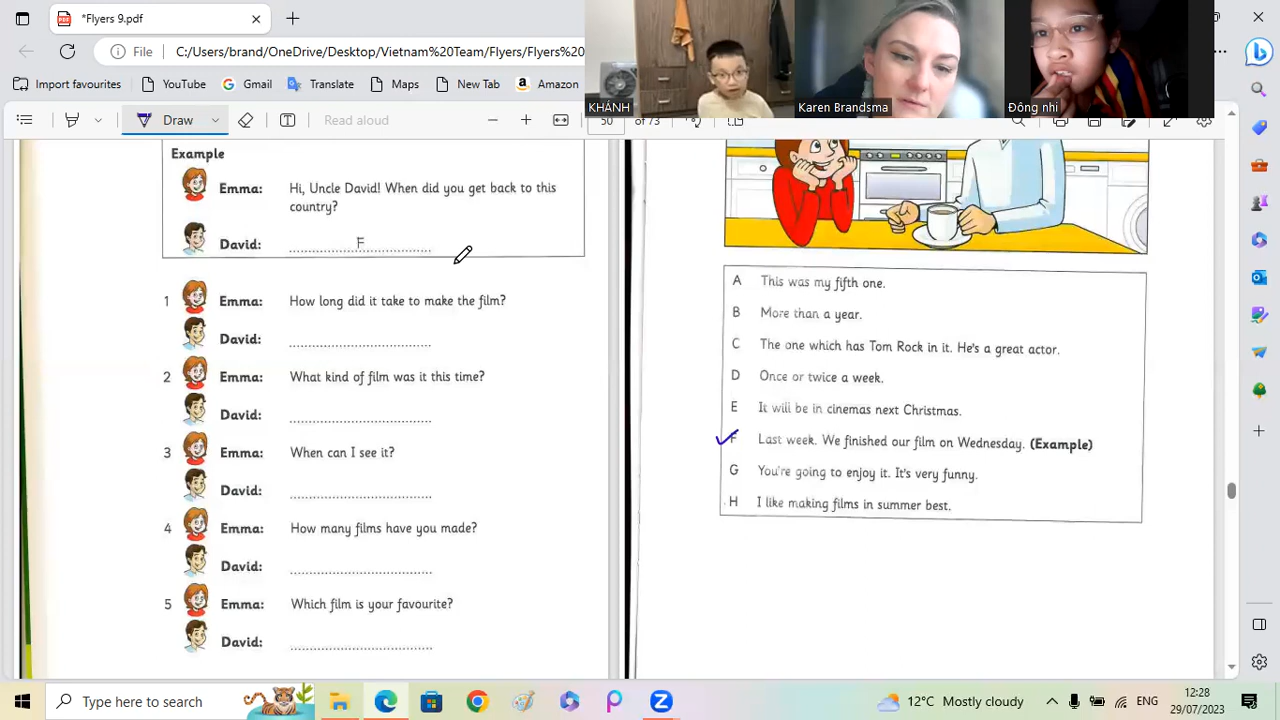 *Flyers 9.pdf
File
C:/Users/brand/OneDrive/Desktop/Vietnam%20Team/Flyers/Flyers%20
Import favourites
YouTube
Gmail
Translate
Maps
New Tab
Amazon
KHÁNH
Karen Brandsma
Đông nhi
Draw
Read aloud
50
of 73
Example
Emma: Hi, Uncle David! When did you get back to this
country?
David: F
1 Emma: How long did it take to make the film?
David:
2 Emma: What kind of film was it this time?
David:
3 Emma: When can I see it?
David:
4 Emma: How many films have you made?
David:
5 Emma: Which film is your favourite?
David:
A This was my fifth one.
B More than a year.
C The one which has Tom Rock in it. He's a great actor.
D Once or twice a week.
E It will be in cinemas next Christmas.
F Last week. We finished our film on Wednesday. (Example)
G You're going to enjoy it. It's very funny.
H I like making films in summer best.
Type here to search
12°C Mostly cloudy
ENG
12:28
29/07/2023